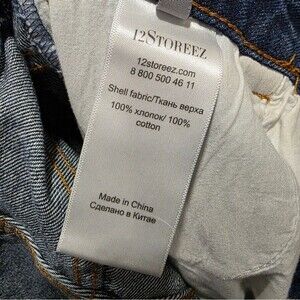 12STOREEZ
12storeez.com
8 800 500 46 11
Shell fabric/Ткань верха
100% хлопок/ 100%
cotton
Made in China
Сделано в Китае